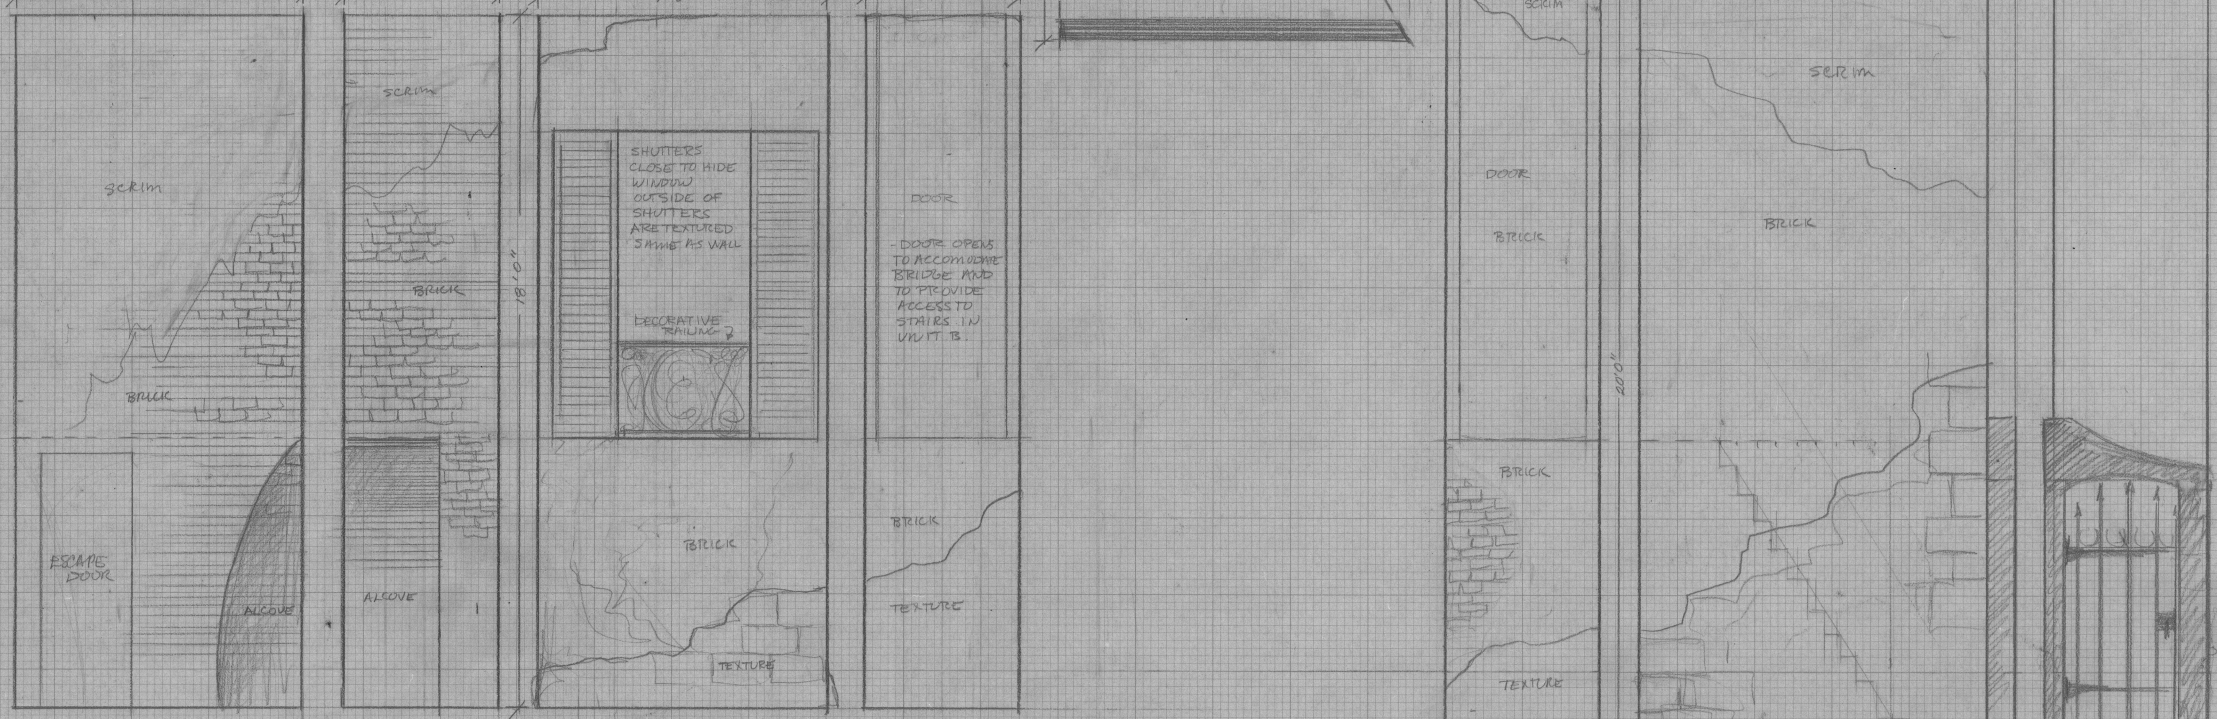 SCRIM
BRICK
ESCAPE
DOOR
ALCOVE
SCRIM
BRICK
ALCOVE
18'0"
SHUTTERS
CLOSE TO HIDE
WINDOW
OUTSIDE OF
SHUTTERS
ARE TEXTURED
SAME AS WALL
DECORATIVE
RAILING
BRICK
TEXTURE
DOOR
- DOOR OPENS
TO ACCOMODATE
BRIDGE AND
TO PROVIDE
ACCESS TO
STAIRS IN
UNIT B.
BRICK
TEXTURE
SCRIM
DOOR
BRICK
BRICK
TEXTURE
20'0"
SCRIM
BRICK